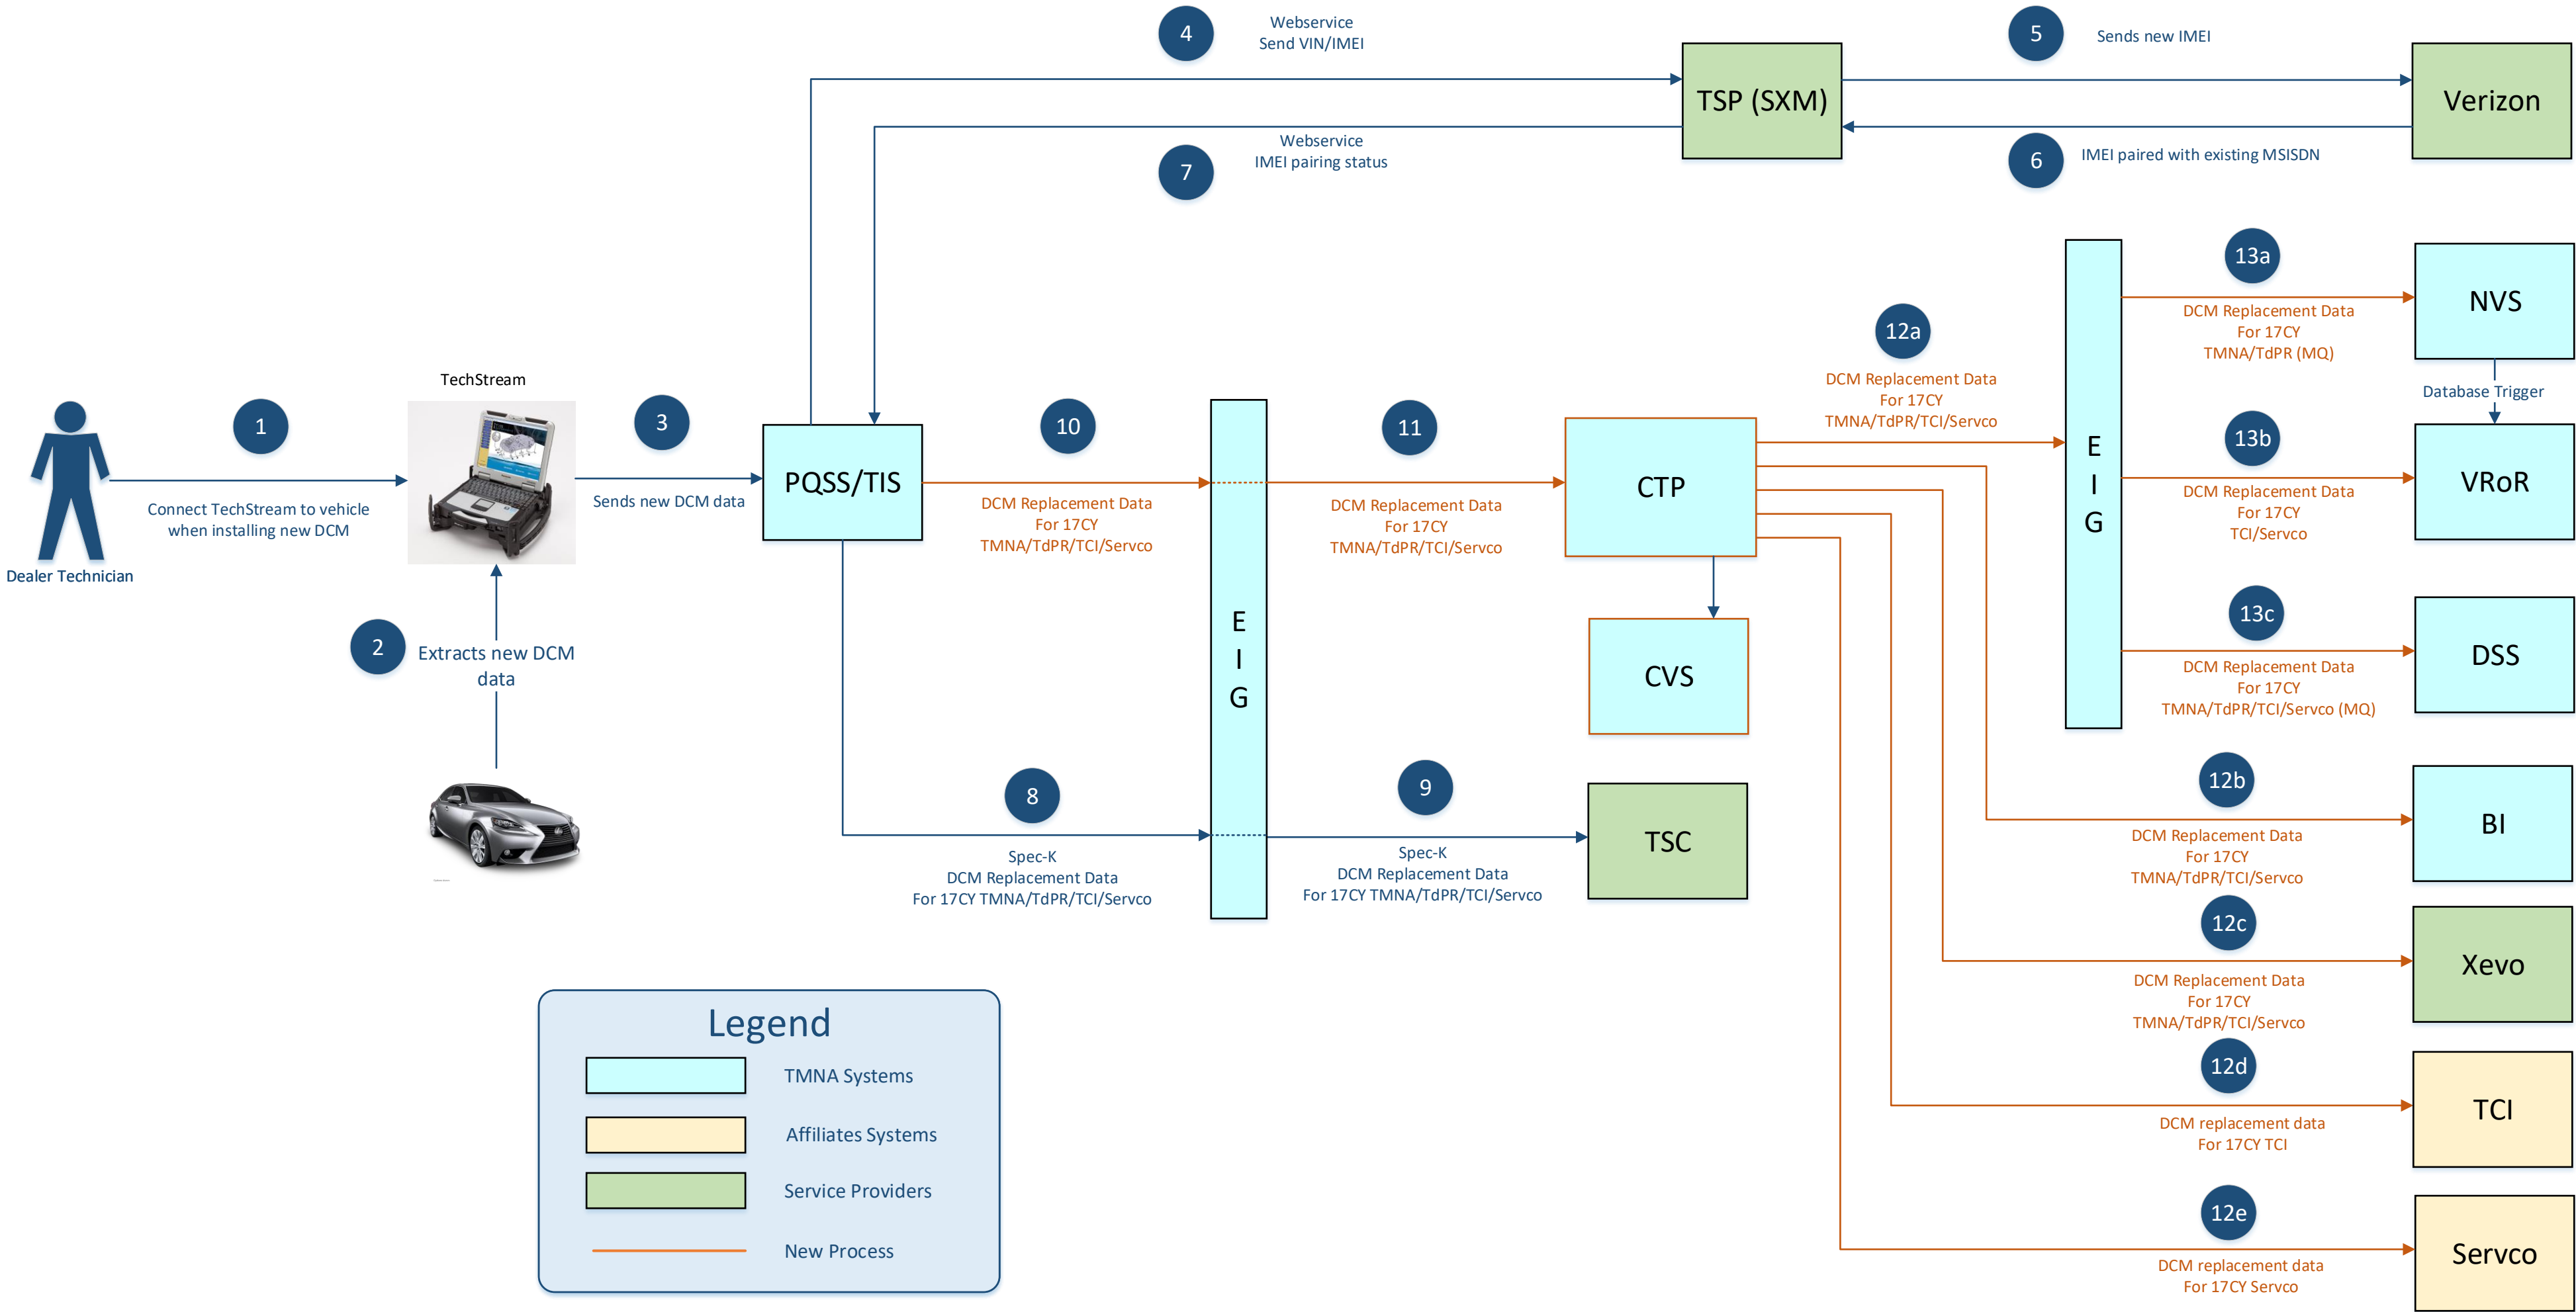 4
Webservice
Send VIN/IMEI
5
Sends new IMEI
TSP (SXM)
Verizon
Webservice
IMEI pairing status
7
6
IMEI paired with existing MSISDN
13a
NVS
DCM Replacement Data
For 17CY
TMNA/TdPR (MQ)
Database Trigger
12a
DCM Replacement Data
For 17CY
TMNA/TdPR/TCI/Servco
TechStream
1
Connect TechStream to vehicle
when installing new DCM
Dealer Technician
3
Sends new DCM data
PQSS/TIS
10
DCM Replacement Data
For 17CY
TMNA/TdPR/TCI/Servco
E
I
G
11
DCM Replacement Data
For 17CY
TMNA/TdPR/TCI/Servco
CTP
E
I
G
13b
DCM Replacement Data
For 17CY
TCI/Servco
VRoR
2
Extracts new DCM
data
CVS
13c
DCM Replacement Data
For 17CY
TMNA/TdPR/TCI/Servco (MQ)
DSS
8
Spec-K
DCM Replacement Data
For 17CY TMNA/TdPR/TCI/Servco
9
Spec-K
DCM Replacement Data
For 17CY TMNA/TdPR/TCI/Servco
TSC
12b
DCM Replacement Data
For 17CY
TMNA/TdPR/TCI/Servco
BI
12c
DCM Replacement Data
For 17CY
TMNA/TdPR/TCI/Servco
Xevo
12d
DCM replacement data
For 17CY TCI
TCI
12e
DCM replacement data
For 17CY Servco
Servco
Legend
TMNA Systems
Affiliates Systems
Service Providers
New Process